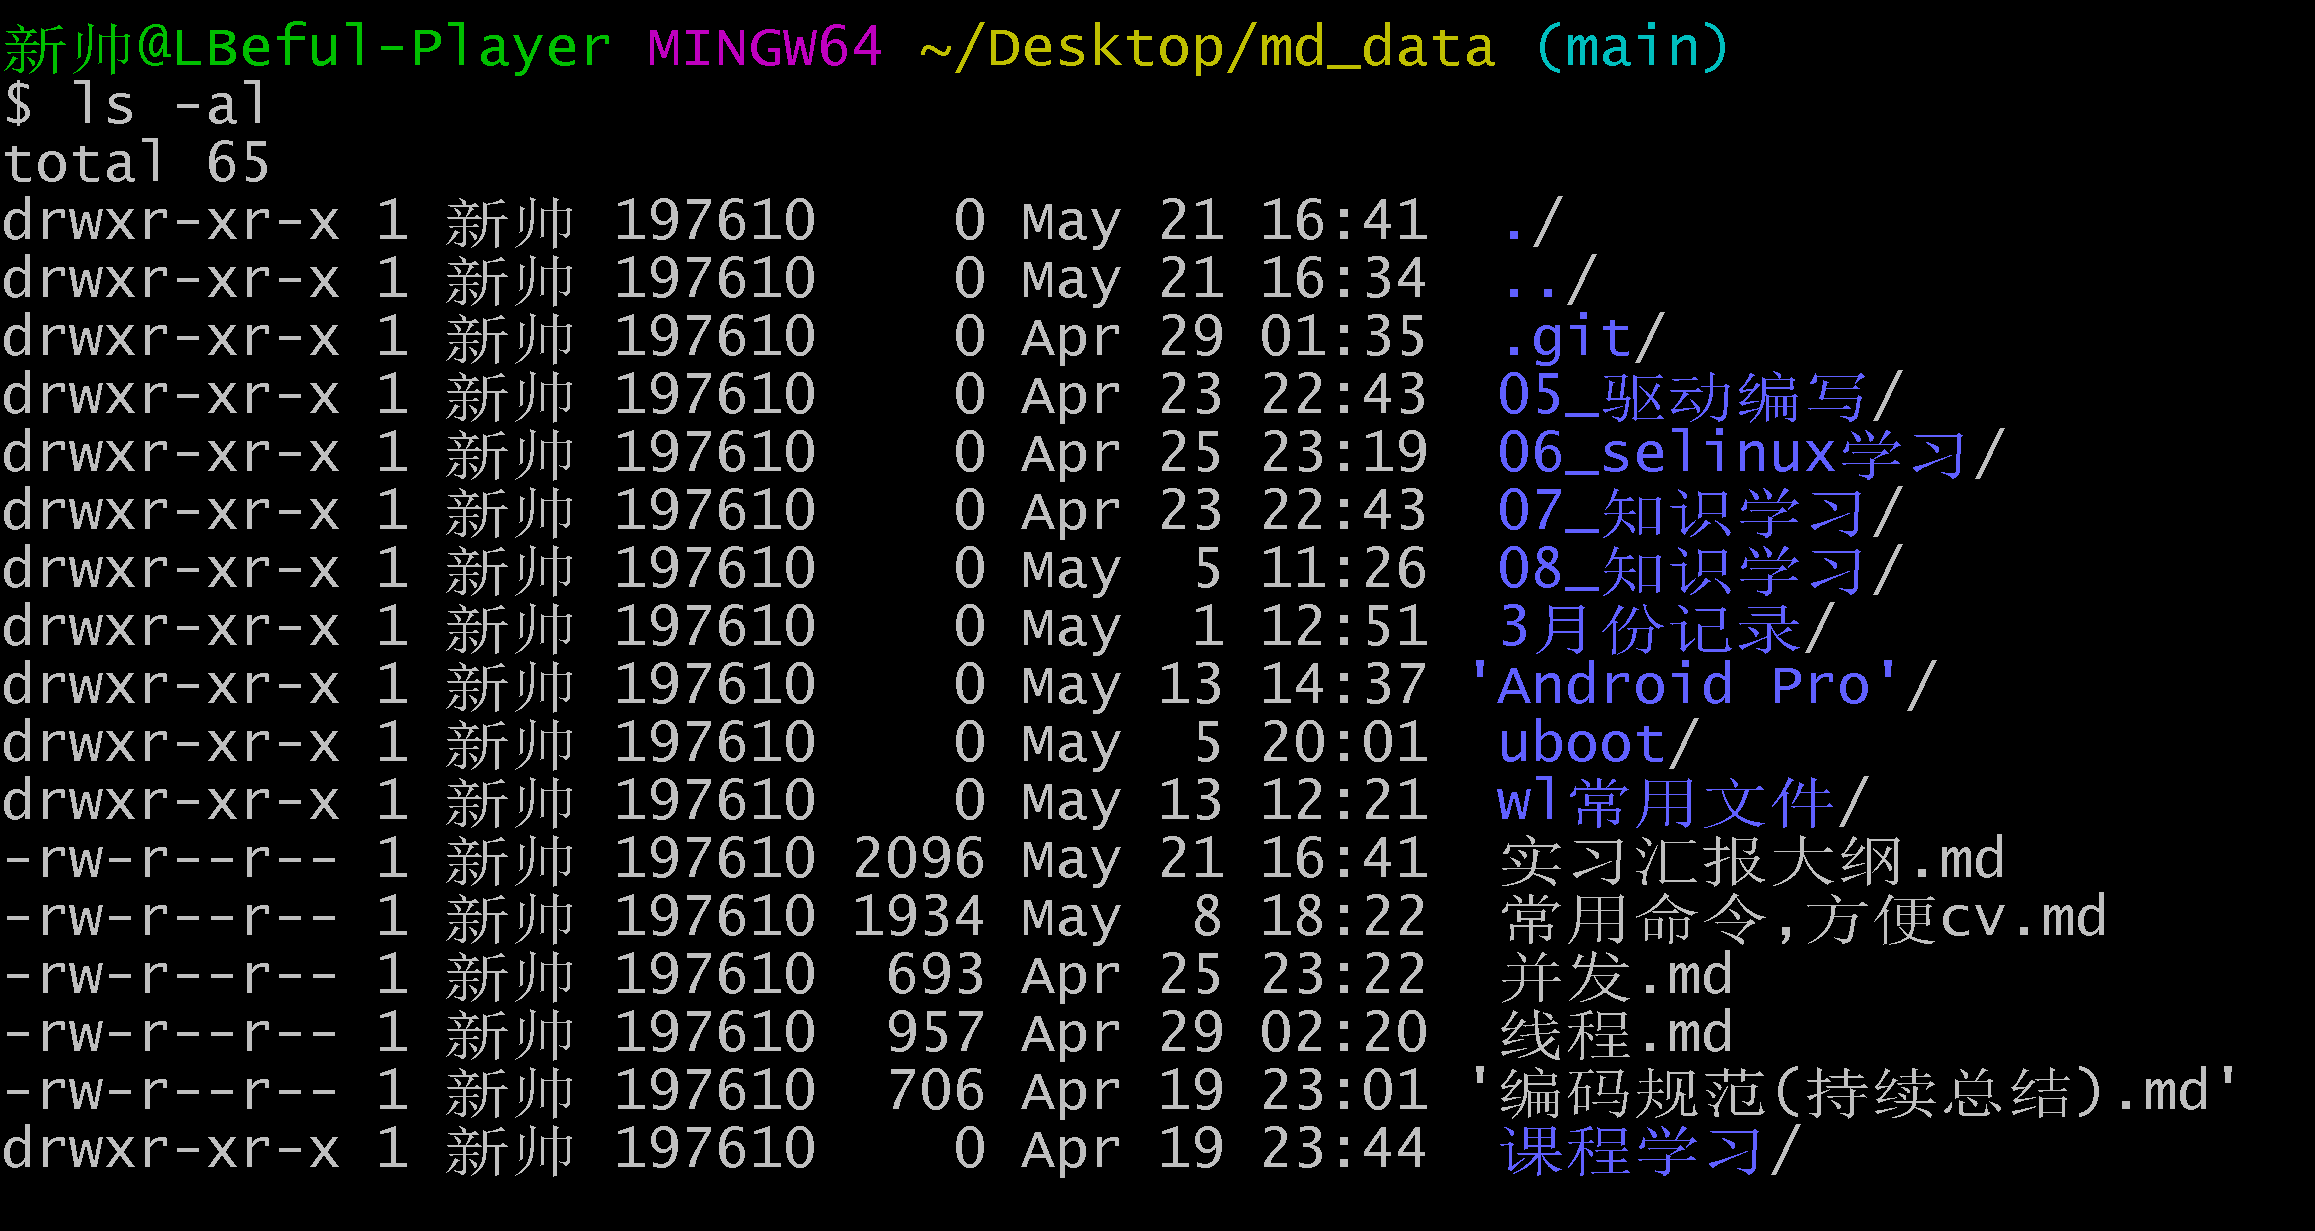 新帅@LBeful-Player MINGW64 ~/Desktop/md_data (main)
$ ls -al
total 65
drwxr-xr-x 1 新帅 197610    0 May 21 16:41  ./
drwxr-xr-x 1 新帅 197610    0 May 21 16:34  ../
drwxr-xr-x 1 新帅 197610    0 Apr 29 01:35  .git/
drwxr-xr-x 1 新帅 197610    0 Apr 23 22:43  05_驱动编写/
drwxr-xr-x 1 新帅 197610    0 Apr 25 23:19  06_selinux学习/
drwxr-xr-x 1 新帅 197610    0 Apr 23 22:43  07_知识学习/
drwxr-xr-x 1 新帅 197610    0 May  5 11:26  08_知识学习/
drwxr-xr-x 1 新帅 197610    0 May  1 12:51  3月份记录/
drwxr-xr-x 1 新帅 197610    0 May 13 14:37 'Android Pro'/
drwxr-xr-x 1 新帅 197610    0 May  5 20:01  uboot/
drwxr-xr-x 1 新帅 197610    0 May 13 12:21  wl常用文件/
-rw-r--r-- 1 新帅 197610 2096 May 21 16:41  实习汇报大纲.md
-rw-r--r-- 1 新帅 197610 1934 May  8 18:22  常用命令,方便cv.md
-rw-r--r-- 1 新帅 197610  693 Apr 25 23:22  并发.md
-rw-r--r-- 1 新帅 197610  957 Apr 29 02:20  线程.md
-rw-r--r-- 1 新帅 197610  706 Apr 19 23:01 '编码规范(持续总结).md'
drwxr-xr-x 1 新帅 197610    0 Apr 19 23:44  课程学习/